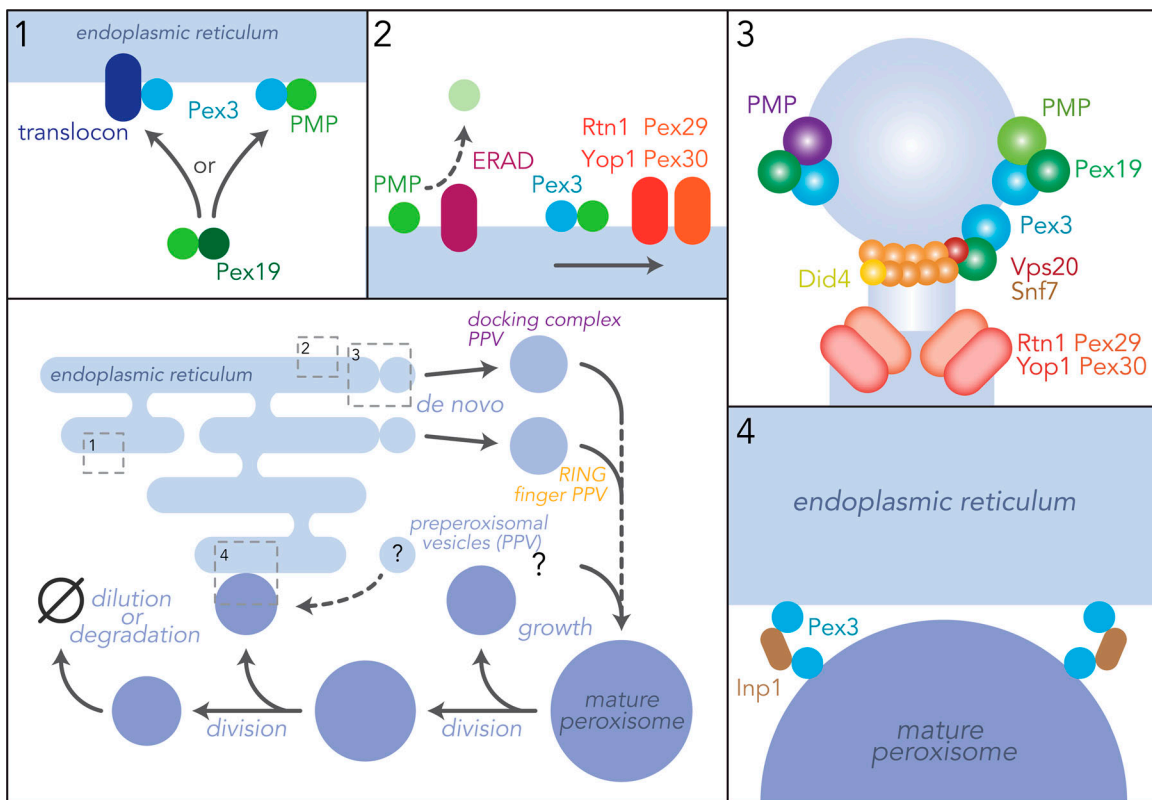 1
endoplasmic reticulum
Pex3
translocon
PMP
or
Pex19
2
ERAD
PMP
Pex3
Rtn1 Pex29
Yop1 Pex30
3
PMP
PMP
Pex19
Pex3
Did4
Vps20
Snf7
Rtn1 Pex29
Yop1 Pex30
endoplasmic reticulum
2
3
1
4
docking complex
PPV
de novo
RING
finger PPV
preperoxisomal
vesicles (PPV)
?
?
dilution
or
degradation
growth
mature
peroxisome
division
division
4
endoplasmic reticulum
Pex3
Inp1
mature
peroxisome